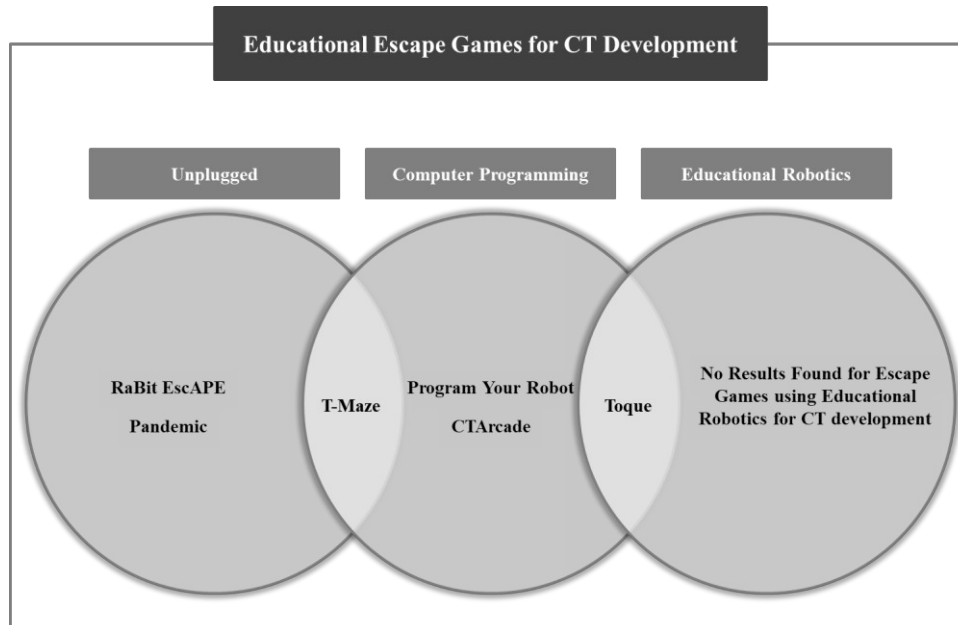 Educational Escape Games for CT Development
Unplugged
Computer Programming
Educational Robotics
RaBit EscAPE
Pandemic
T-Maze
Program Your Robot
CTArcade
Toque
No Results Found for Escape
Games using Educational
Robotics for CT development